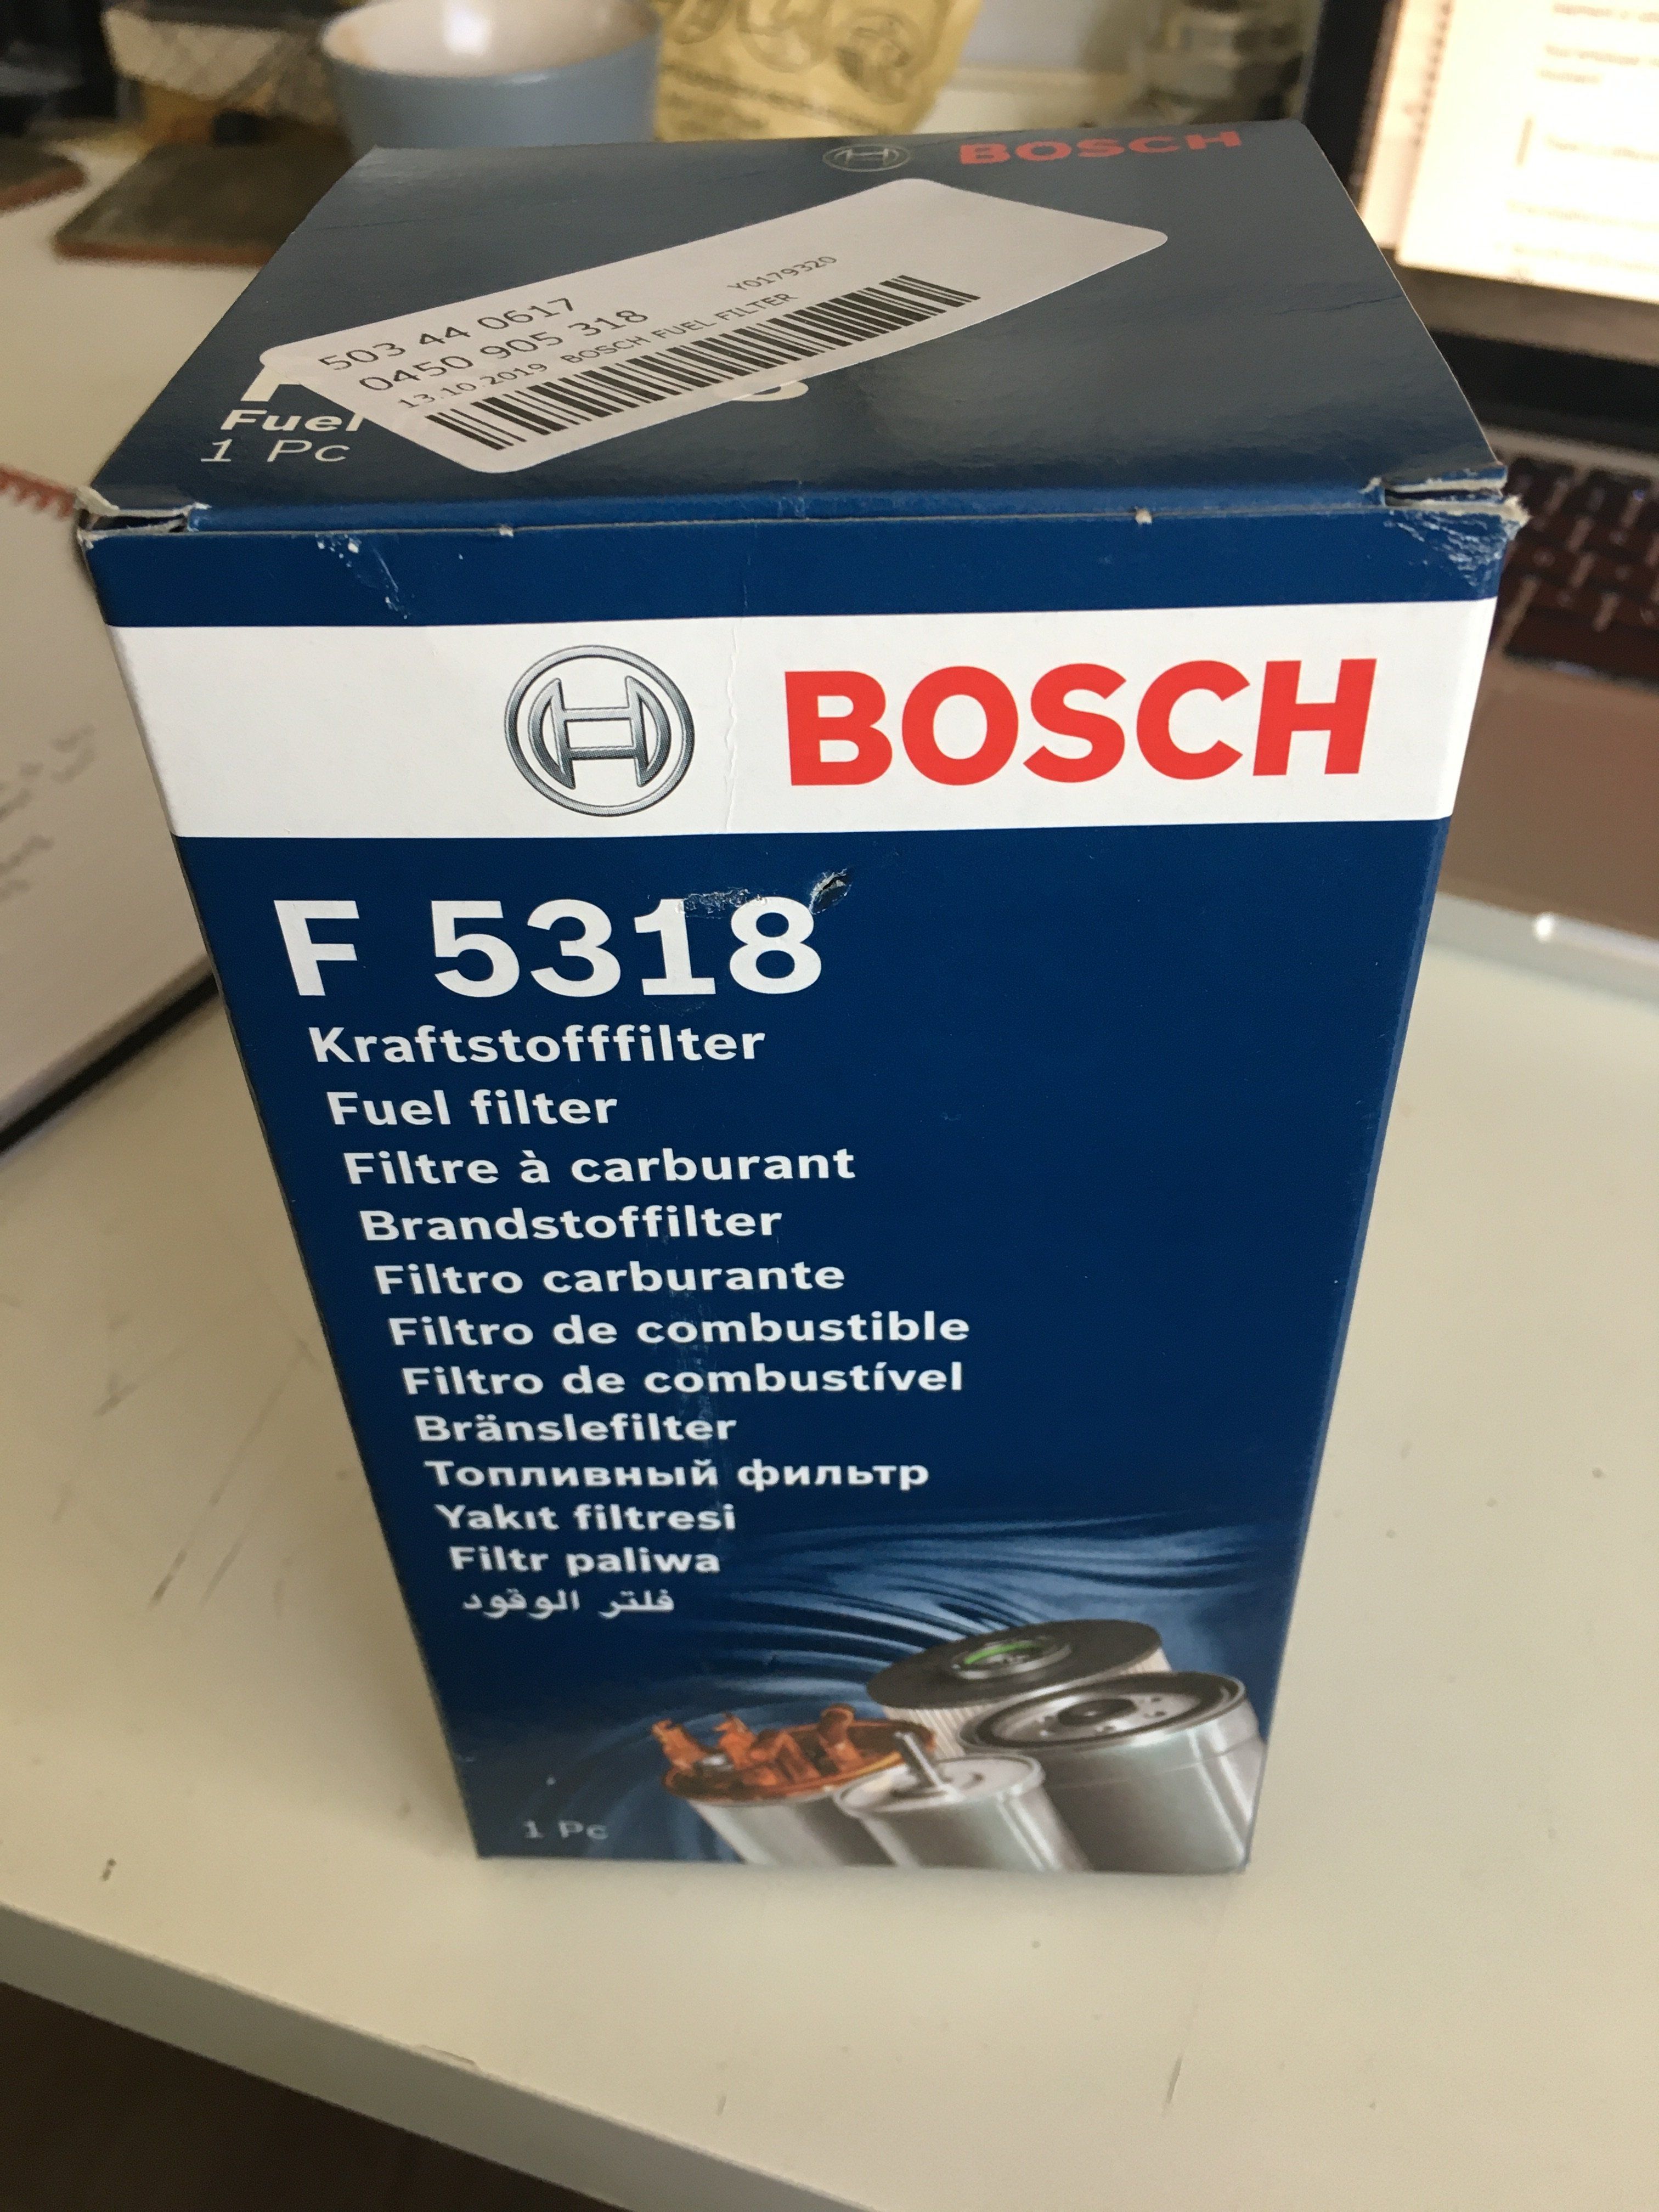 BOSCH
503 44 0617
0450 905 318
Y0179320
13.10.2019 BOSCH FUEL FILTER
Fuel
1 Pc
BOSCH
F 5318
Kraftstofffilter
Fuel filter
Filtre à carburant
Brandstoffilter
Filtro carburante
Filtro de combustible
Filtro de combustível
Bränslefilter
Топливный фильтр
Yakıt filtresi
Filtr paliwa
فلتر الوقود
1 Pc